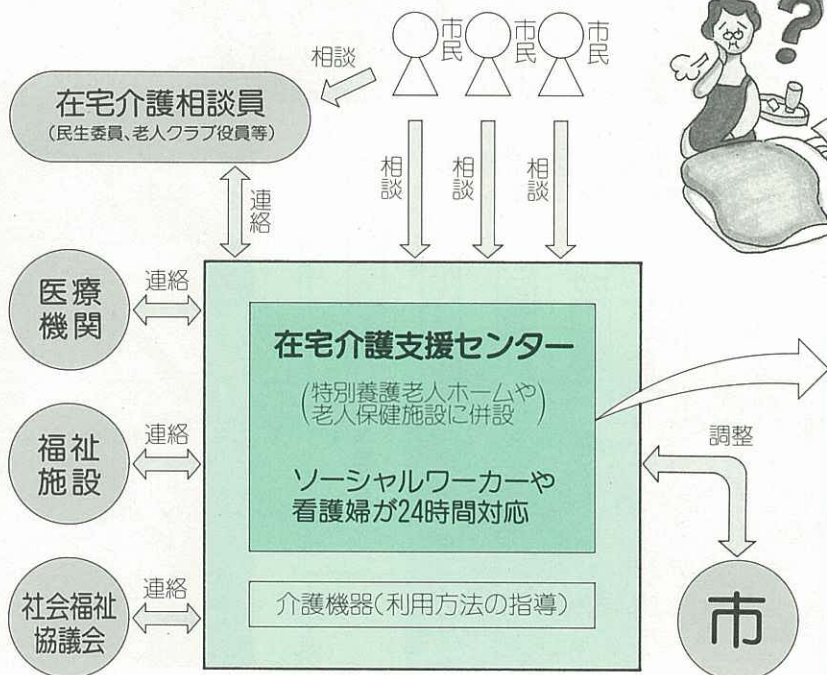 市民
市民
市民
?
相談
在宅介護相談員
(民生委員、老人クラブ役員等)
相談
相談
相談
連絡
医療
機関
連絡
在宅介護支援センター
(特別養護老人ホームや
老人保健施設に併設)
ソーシャルワーカーや
看護婦が24時間対応
福祉
施設
連絡
調整
社会福祉
協議会
連絡
介護機器(利用方法の指導)
市